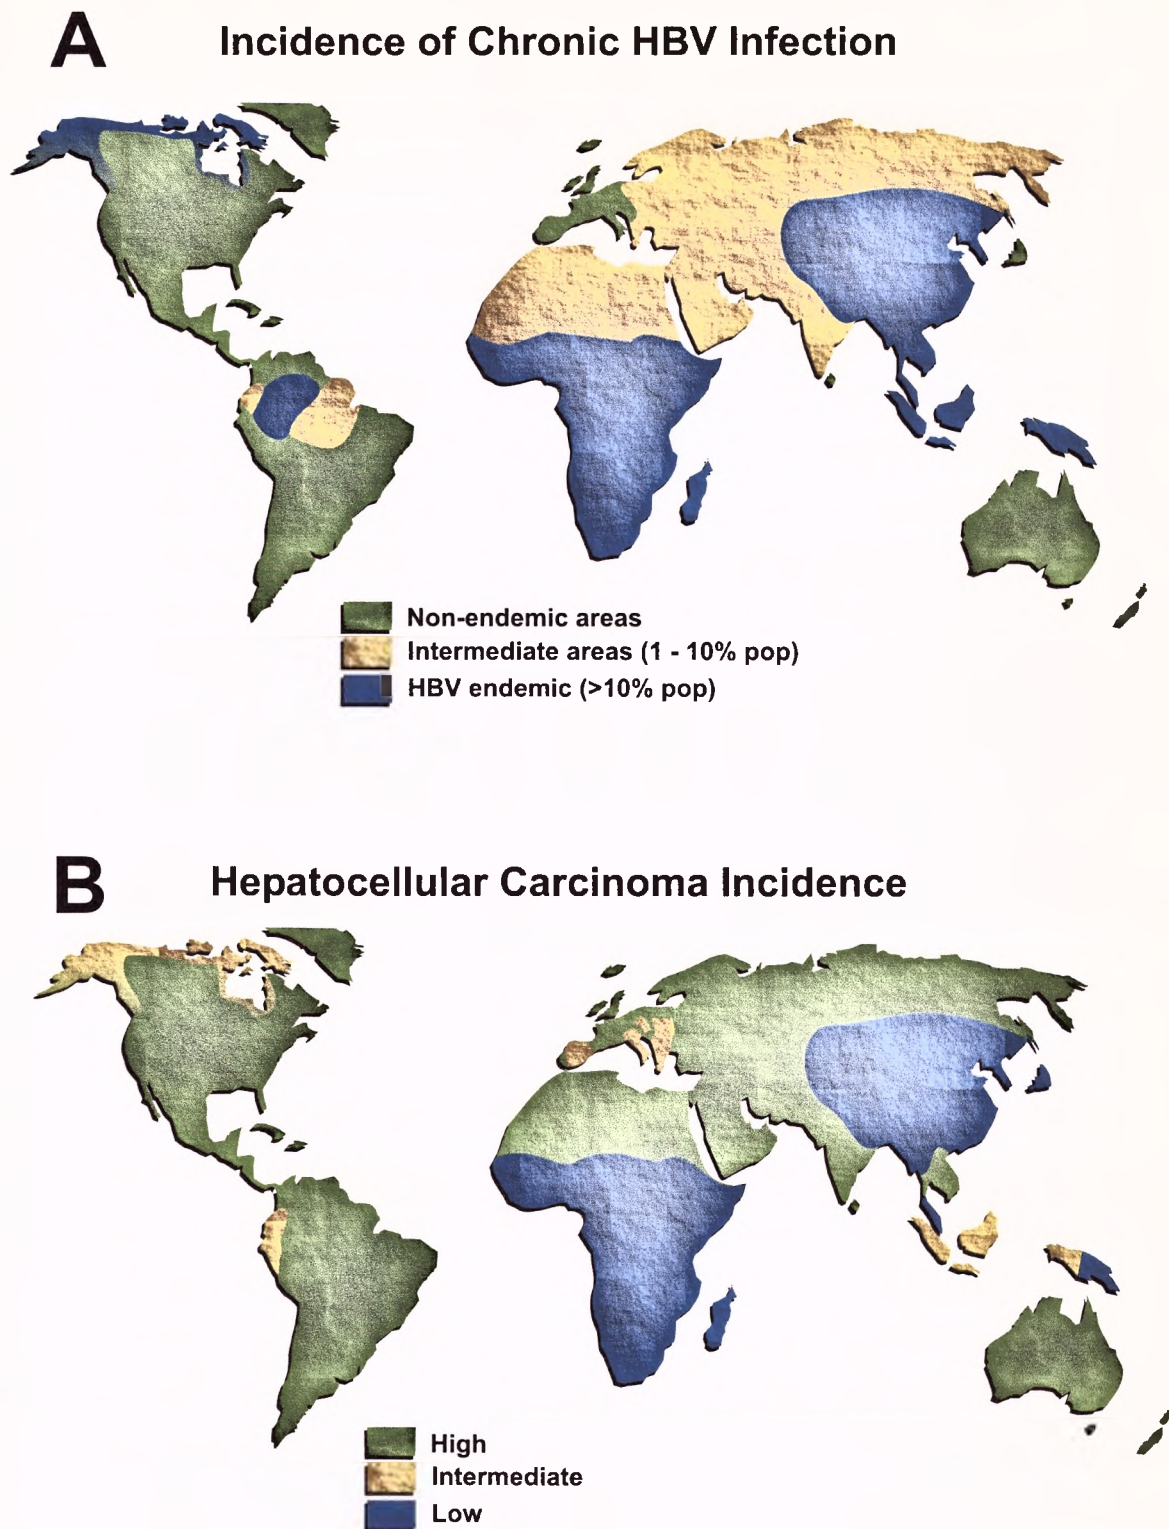 A
Incidence of Chronic HBV Infection
Non-endemic areas
Intermediate areas (1 - 10% pop)
HBV endemic (>10% pop)
B
Hepatocellular Carcinoma Incidence
High
Intermediate
Low